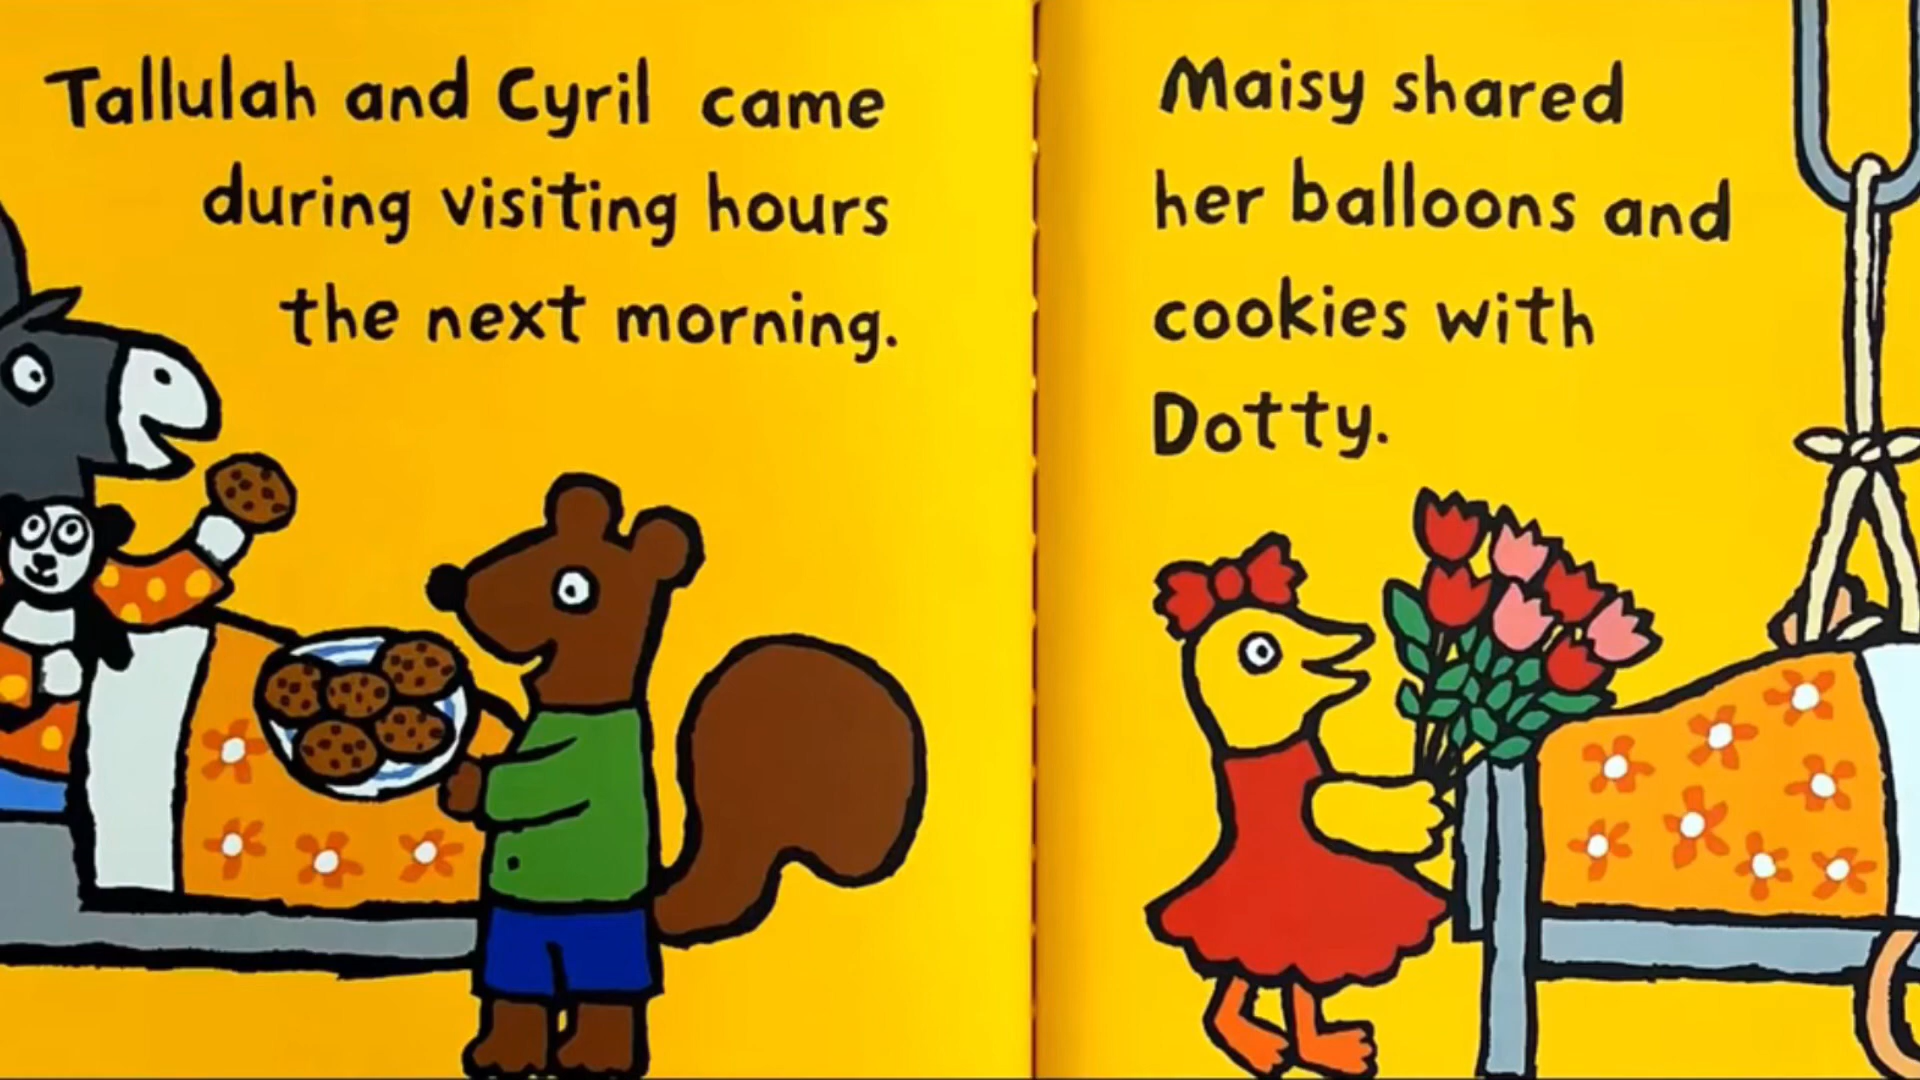 Tallulah and Cyril came
during visiting hours
the next morning.
Maisy shared
her balloons and
cookies with
Dotty.